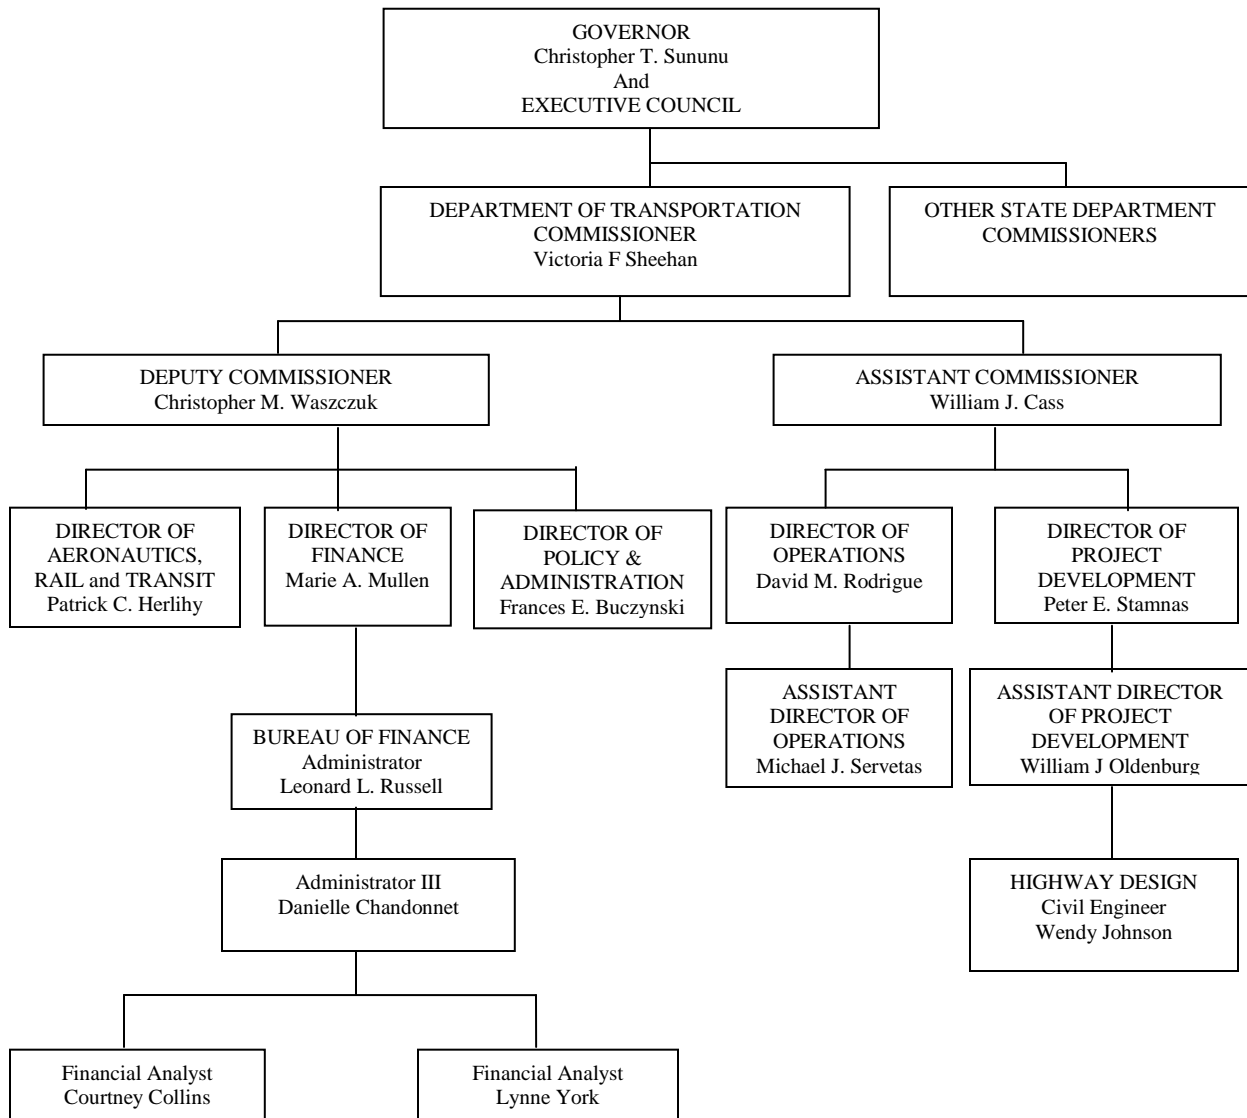 GOVERNOR
Christopher T. Sununu
And
EXECUTIVE COUNCIL
DEPARTMENT OF TRANSPORTATION
COMMISSIONER
Victoria F Sheehan
OTHER STATE DEPARTMENT
COMMISSIONERS
DEPUTY COMMISSIONER
Christopher M. Waszczuk
ASSISTANT COMMISSIONER
William J. Cass
DIRECTOR OF
AERONAUTICS,
RAIL and TRANSIT
Patrick C. Herlihy
DIRECTOR OF
FINANCE
Marie A. Mullen
DIRECTOR OF
POLICY &
ADMINISTRATION
Frances E. Buczynski
DIRECTOR OF
OPERATIONS
David M. Rodrigue
DIRECTOR OF
PROJECT
DEVELOPMENT
Peter E. Stamnas
ASSISTANT
DIRECTOR OF
OPERATIONS
Michael J. Servetas
ASSISTANT DIRECTOR
OF PROJECT
DEVELOPMENT
William J Oldenburg
BUREAU OF FINANCE
Administrator
Leonard L. Russell
Administrator III
Danielle Chandonnet
HIGHWAY DESIGN
Civil Engineer
Wendy Johnson
Financial Analyst
Courtney Collins
Financial Analyst
Lynne York